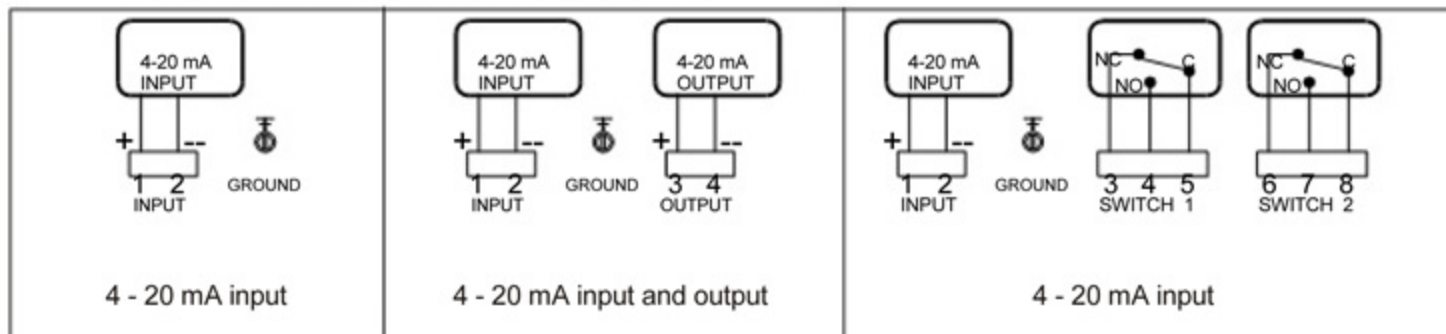 4-20 mA
INPUT
+ --
1 2
INPUT
GROUND
4 - 20 mA input
4-20 mA
INPUT
+ --
1 2
INPUT
GROUND
4-20 mA
OUTPUT
+ --
3 4
OUTPUT
4 - 20 mA input and output
4-20 mA
INPUT
+ --
1 2
INPUT
GROUND
NC C
NO
3 4 5
SWITCH 1
NC C
NO
6 7 8
SWITCH 2
4 - 20 mA input